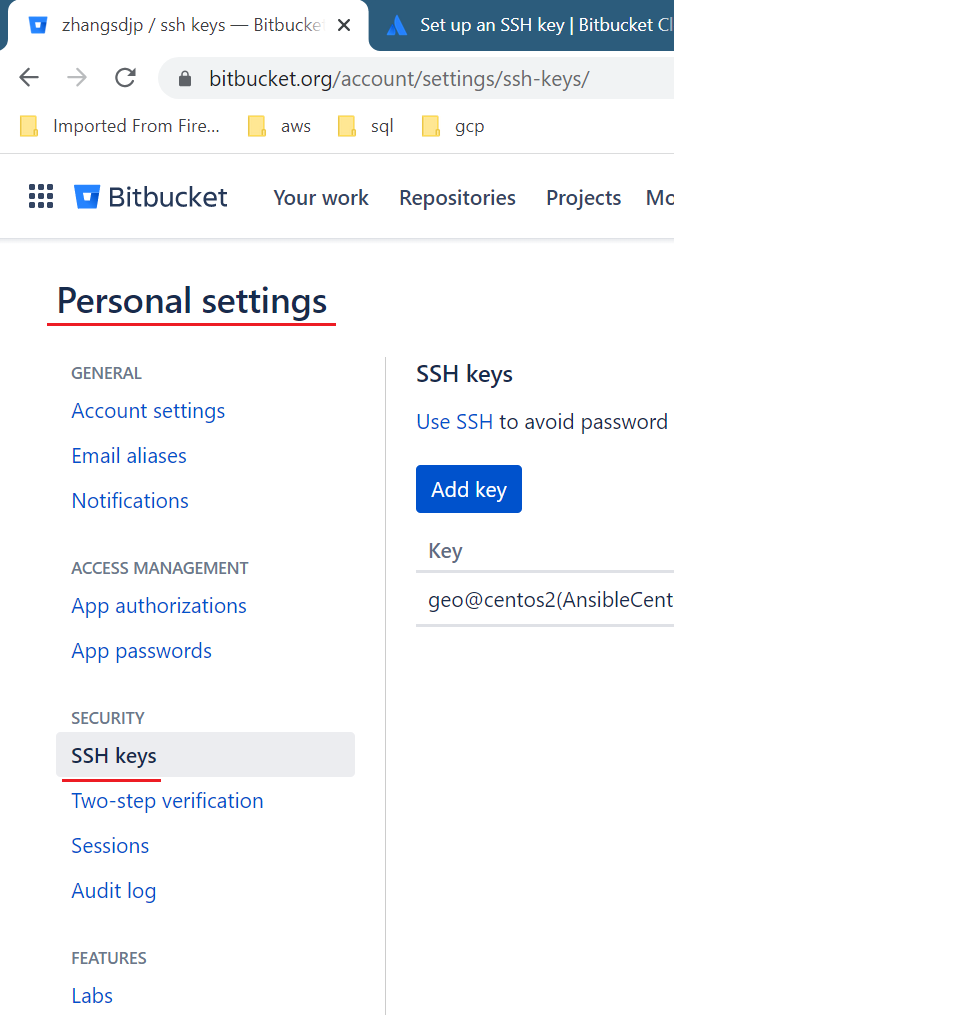 zhangsdjp / ssh keys — Bitbucket
Set up an SSH key | Bitbucket Cl
bitbucket.org/account/settings/ssh-keys/
Imported From Fire... aws sql gcp
Bitbucket Your work Repositories Projects Mo
Personal settings
GENERAL
Account settings
Email aliases
Notifications
ACCESS MANAGEMENT
App authorizations
App passwords
SECURITY
SSH keys
Two-step verification
Sessions
Audit log
FEATURES
Labs
SSH keys
Use SSH to avoid password
Add key
Key
geo@centos2(AnsibleCent